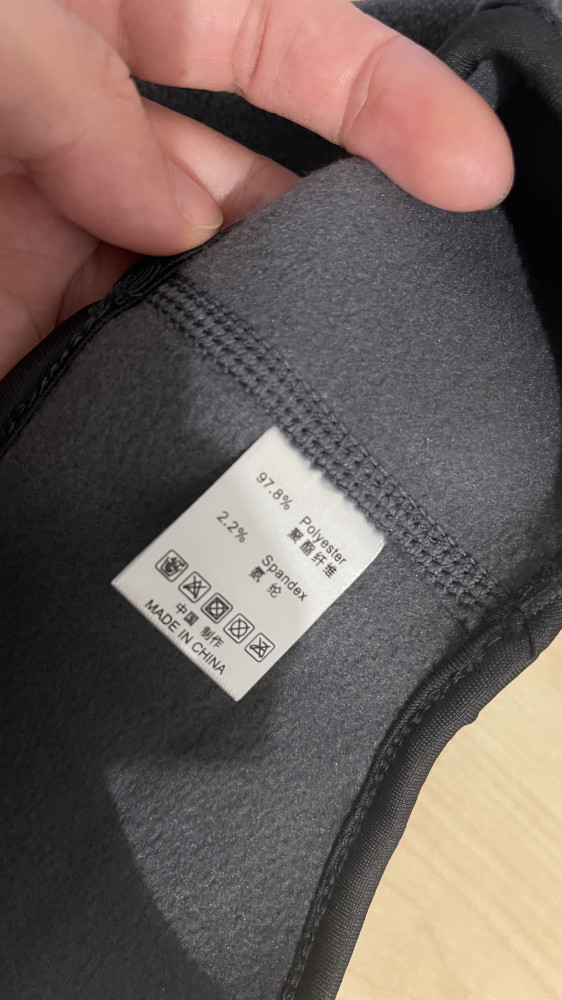 97.8% Polyester
聚酯纤维
2.2% Spandex
氨纶
中国 制作
MADE IN CHINA